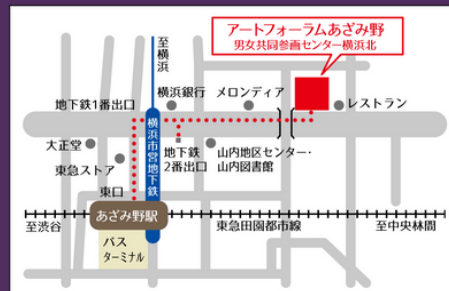 アートフォーラムあざみ野
男女共同参画センター横浜北
至横浜
横浜銀行
メロンディア
地下鉄1番出口
レストラン
横浜市営地下鉄
大正堂
地下鉄
2番出口
山内地区センター・
山内図書館
東急ストア
東口
あざみ野駅
至渋谷
東急田園都市線
至中央林間
バス
ターミナル